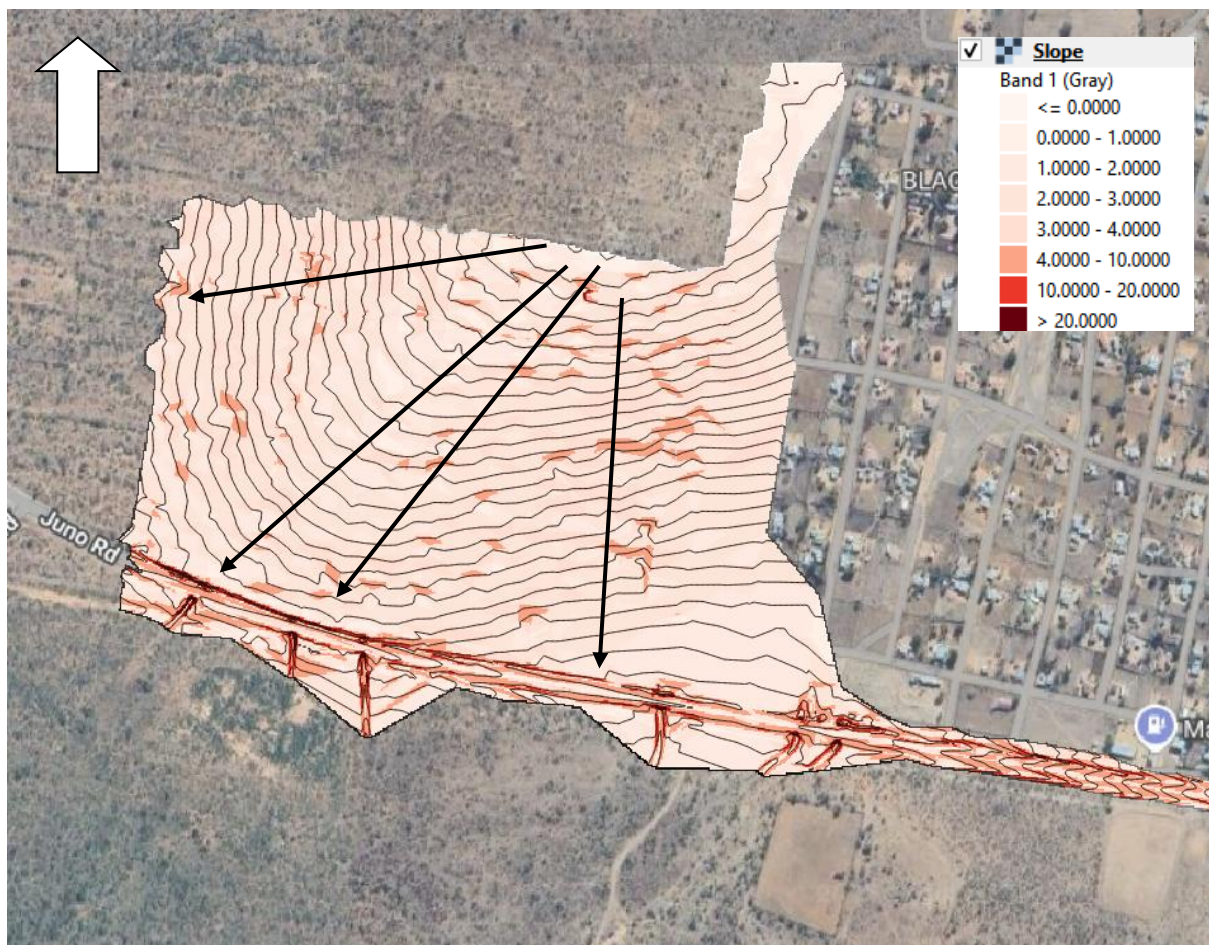 Slope
Band 1 (Gray)
<= 0.0000
0.0000 - 1.0000
1.0000 - 2.0000
2.0000 - 3.0000
3.0000 - 4.0000
4.0000 - 10.0000
10.0000 - 20.0000
> 20.0000
BLAC
Juno Rd
Ma